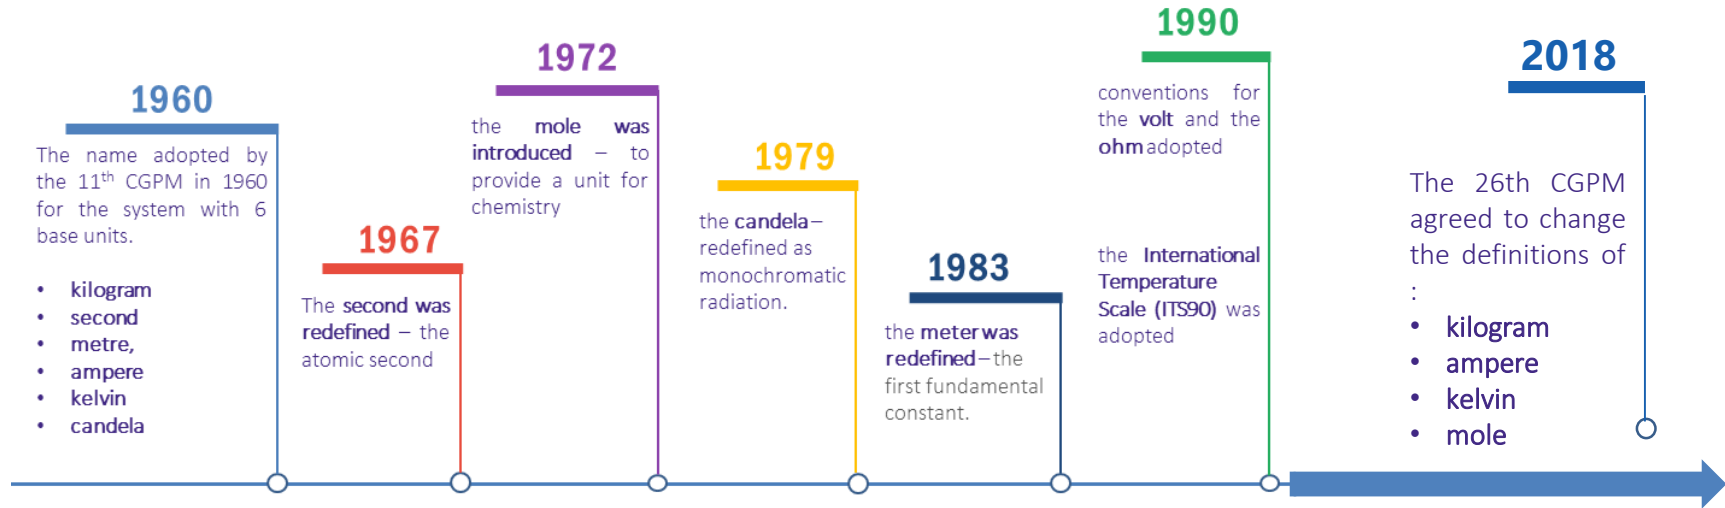 1960
The name adopted by
the 11th CGPM in 1960
for the system with 6
base units.
• kilogram
• second
• metre,
• ampere
• kelvin
• candela
1967
The second was
redefined – the
atomic second
1972
the mole was
introduced – to
provide a unit for
chemistry
1979
the candela –
redefined as
monochromatic
radiation.
1983
the meter was
redefined – the
first fundamental
constant.
1990
conventions for
the volt and the
ohm adopted
the International
Temperature
Scale (ITS90) was
adopted
2018
The 26th CGPM
agreed to change
the definitions of
:
• kilogram
• ampere
• kelvin
• mole